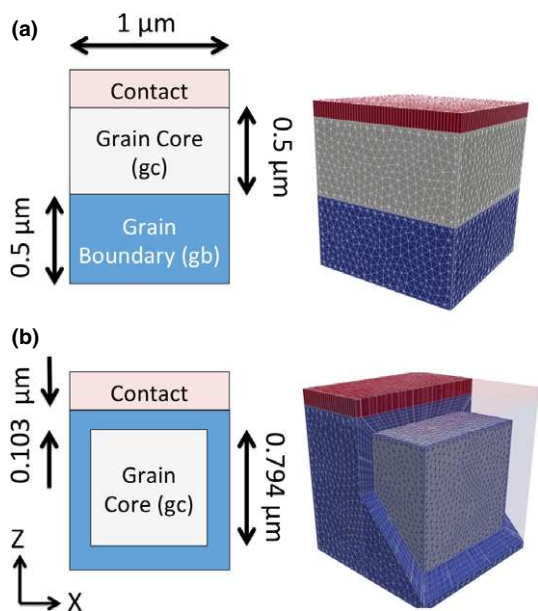 (a)
1 μm
Contact
Grain Core
(gc)
0.5 μm
Grain
Boundary (gb)
0.5 μm
(b)
μm
0.103
Contact
Grain
Core (gc)
0.794 μm
Z
X